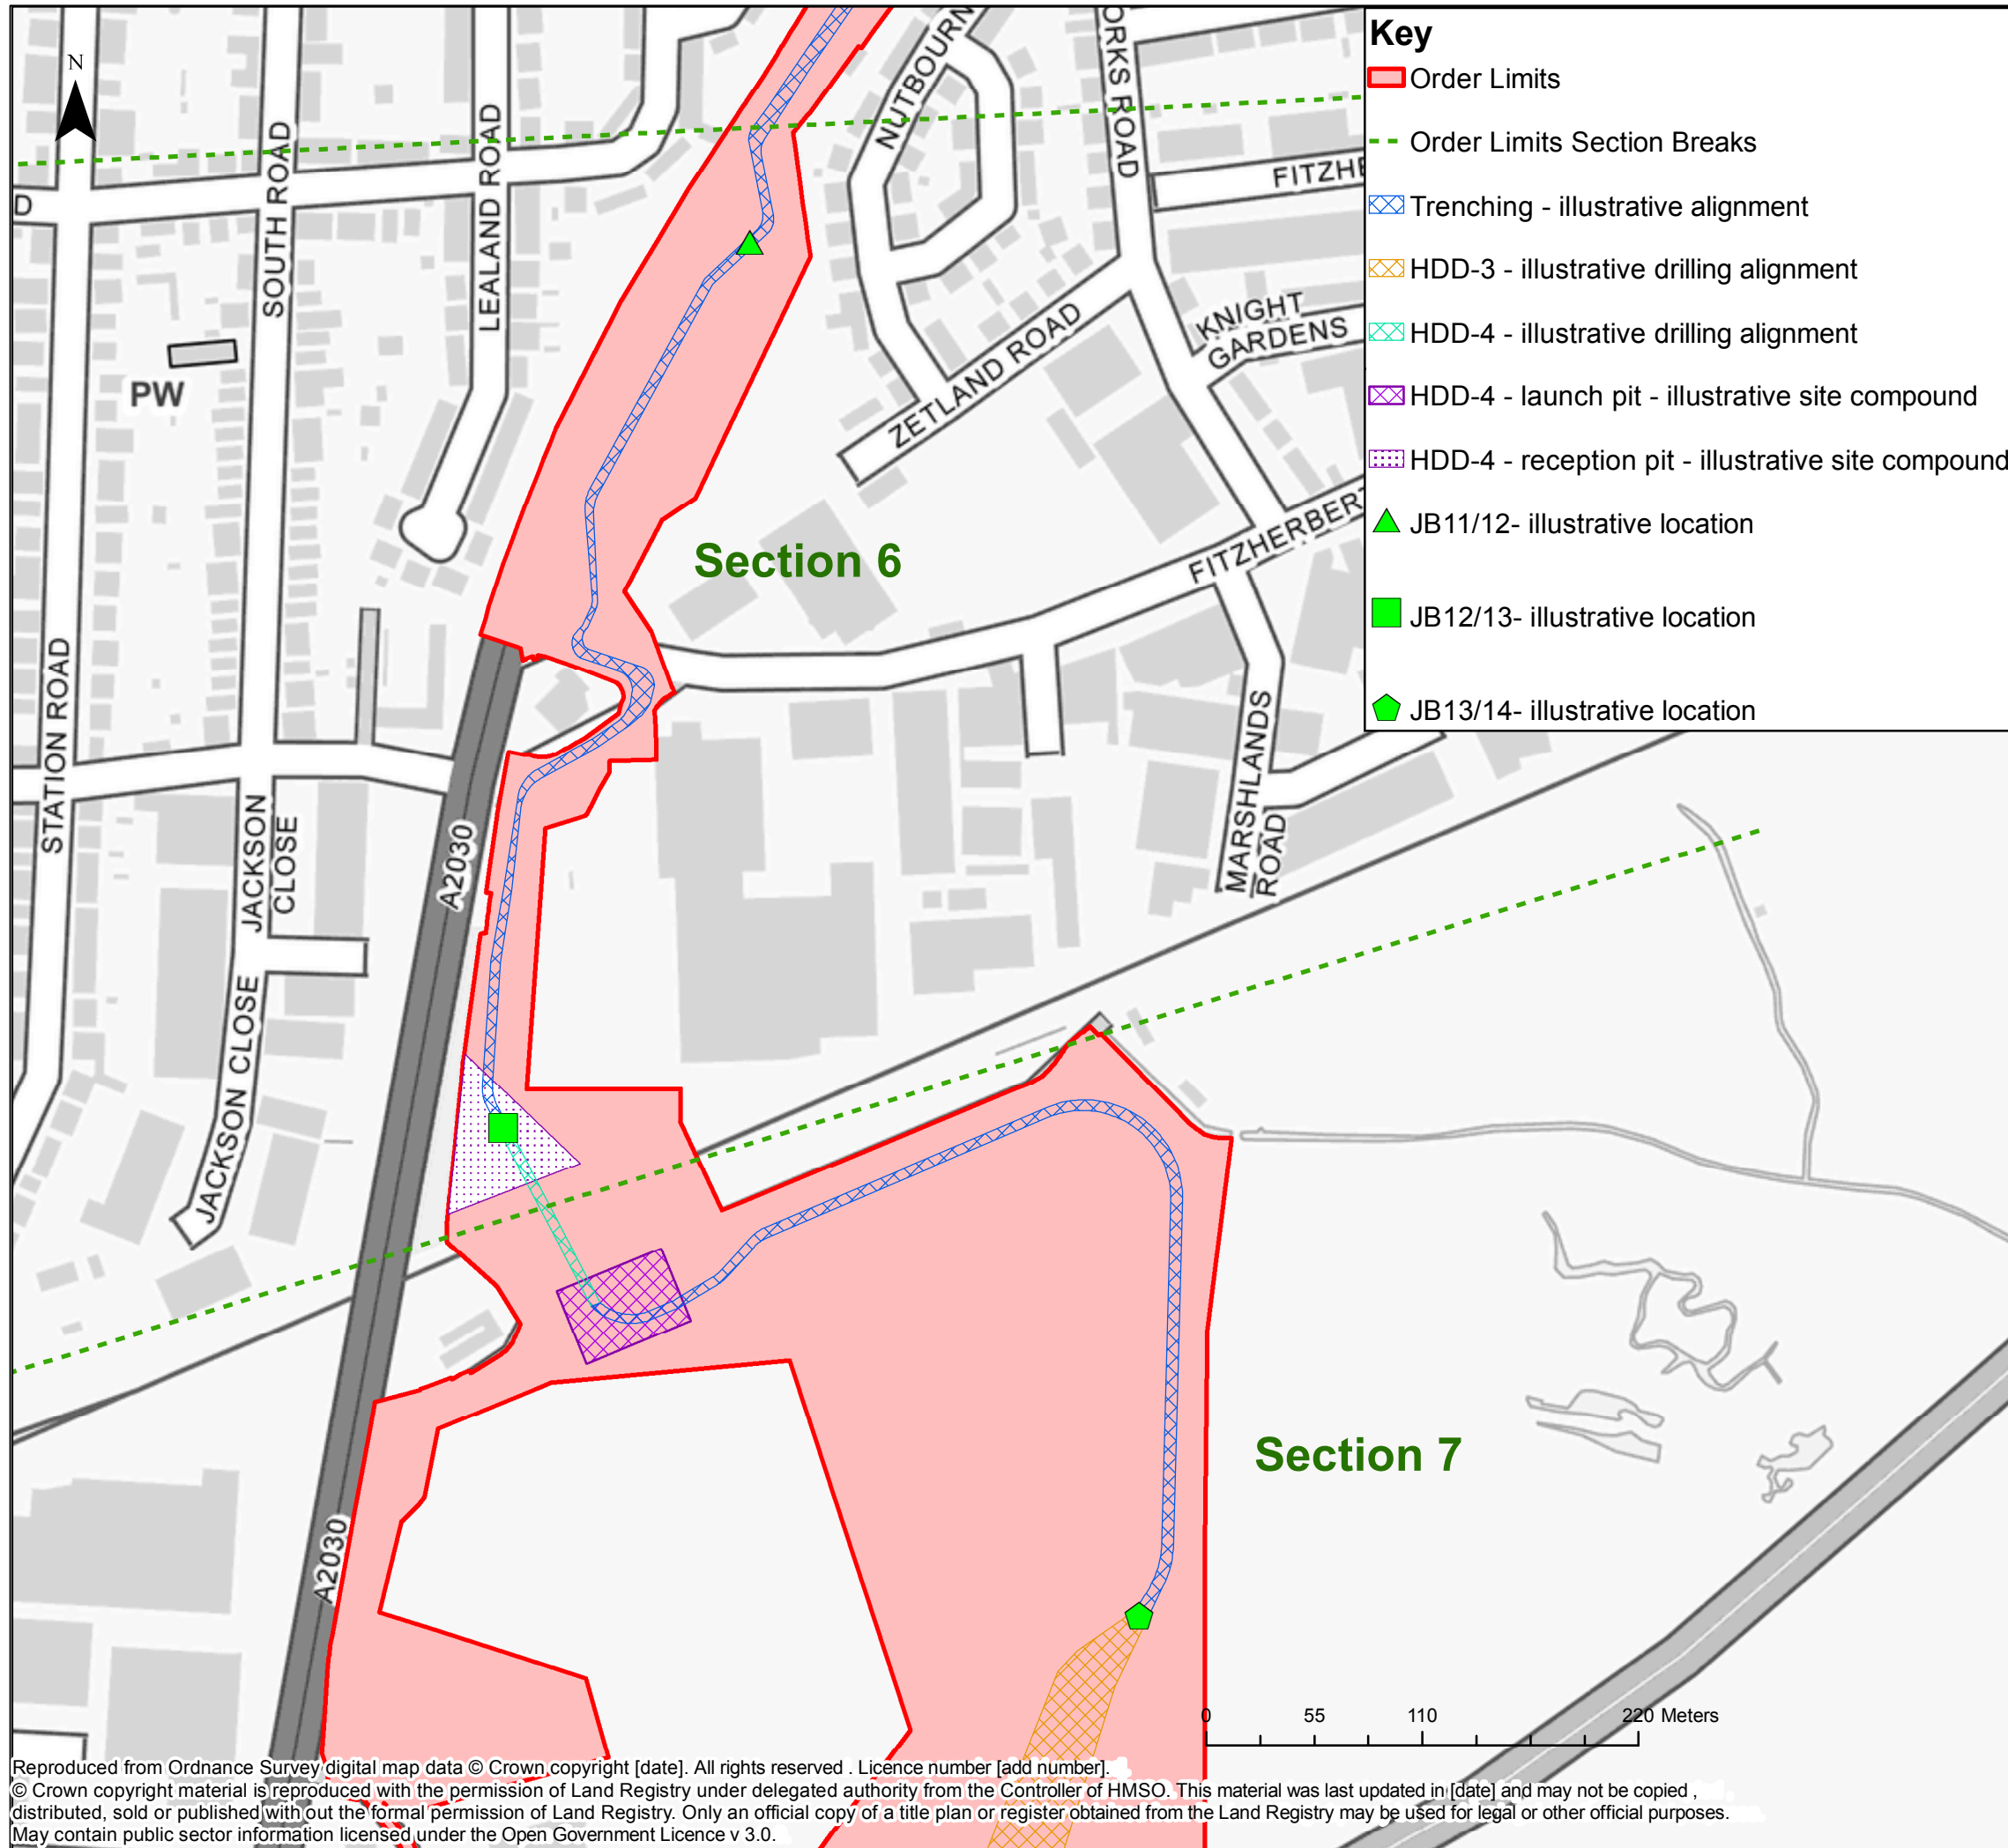 Key
Order Limits
Order Limits Section Breaks
Trenching - illustrative alignment
HDD-3 - illustrative drilling alignment
HDD-4 - illustrative drilling alignment
HDD-4 - launch pit - illustrative site compound
HDD-4 - reception pit - illustrative site compound
JB11/12- illustrative location
JB12/13- illustrative location
JB13/14- illustrative location
N
D
SOUTH ROAD
LEALAND ROAD
NUTBOURN
ORKS ROAD
FITZHE
KNIGHT
GARDENS
ZETLAND ROAD
PW
FITZHERBERT
Section 6
STATION ROAD
MARSHLANDS
ROAD
JACKSON
CLOSE
A2030
JACKSON CLOSE
Section 7
A2030
0 55 110 220 Meters
Reproduced from Ordnance Survey digital map data © Crown copyright [date]. All rights reserved . Licence number [add number].
© Crown copyright material is reproduced with the permission of Land Registry under delegated authority from the Controller of HMSO. This material was last updated in [date] and may not be copied ,
distributed, sold or published with out the formal permission of Land Registry. Only an official copy of a title plan or register obtained from the Land Registry may be used for legal or other official purposes.
May contain public sector information licensed under the Open Government Licence v 3.0.